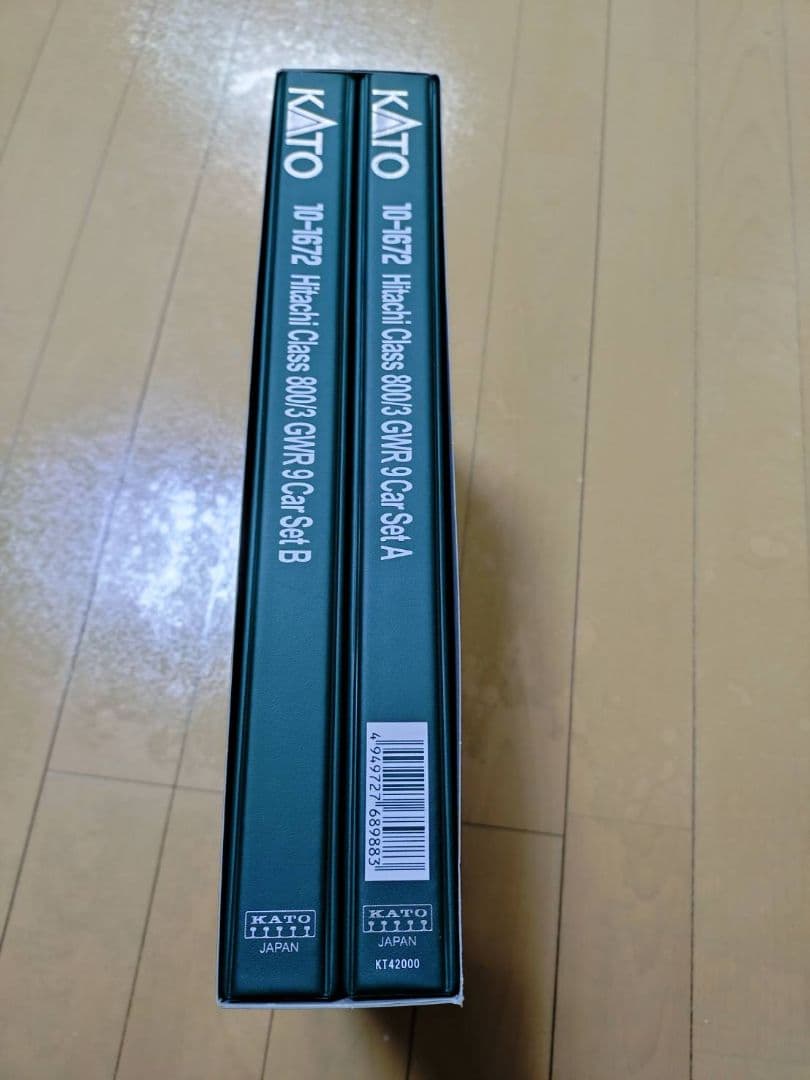 KATO 10-1672 Hitachi Class 800/3 GWR 9 Car Set A
4 949727 689883
KATO
JAPAN
KT42000
KATO 10-1672 Hitachi Class 800/3 GWR 9 Car Set B
KATO
JAPAN